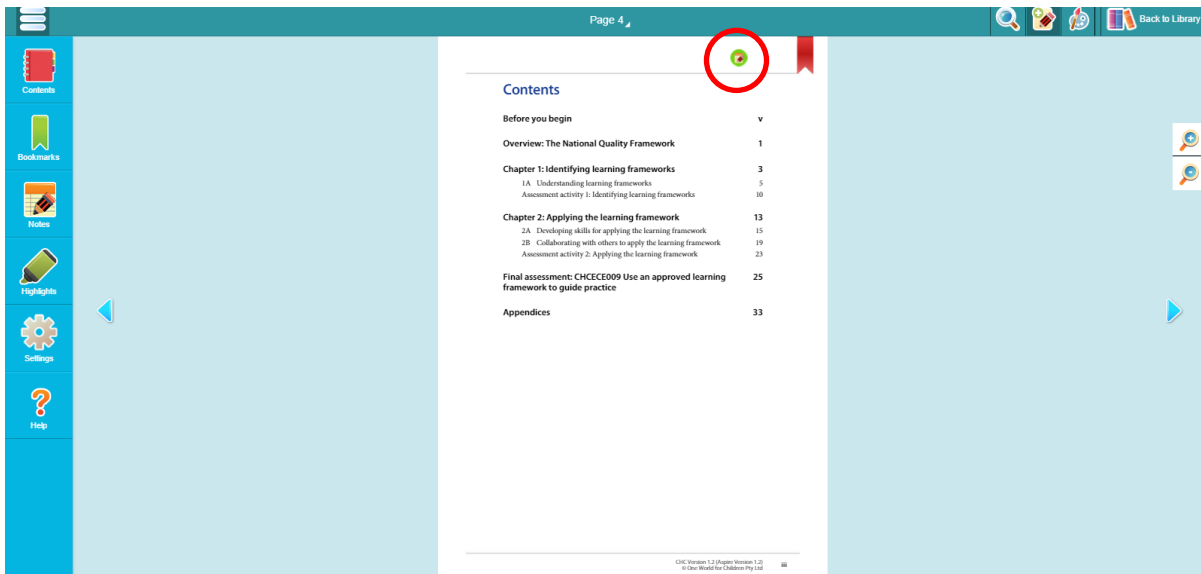 Page 4
Back to Library
Contents
Bookmarks
Notes
Highlights
Settings
Help
Contents
Before you begin v
Overview: The National Quality Framework 1
Chapter 1: Identifying learning frameworks 3
1A Understanding learning frameworks 5
Assessment activity 1: Identifying learning frameworks 10
Chapter 2: Applying the learning framework 13
2A Developing skills for applying the learning framework 15
2B Collaborating with others to apply the learning framework 19
Assessment activity 2: Applying the learning framework 23
Final assessment: CHCECE009 Use an approved learning 25
framework to guide practice
Appendices 33
CHC Version 1.2 (Aspire Version 1.2)
© One World for Children Pty Ltd iii